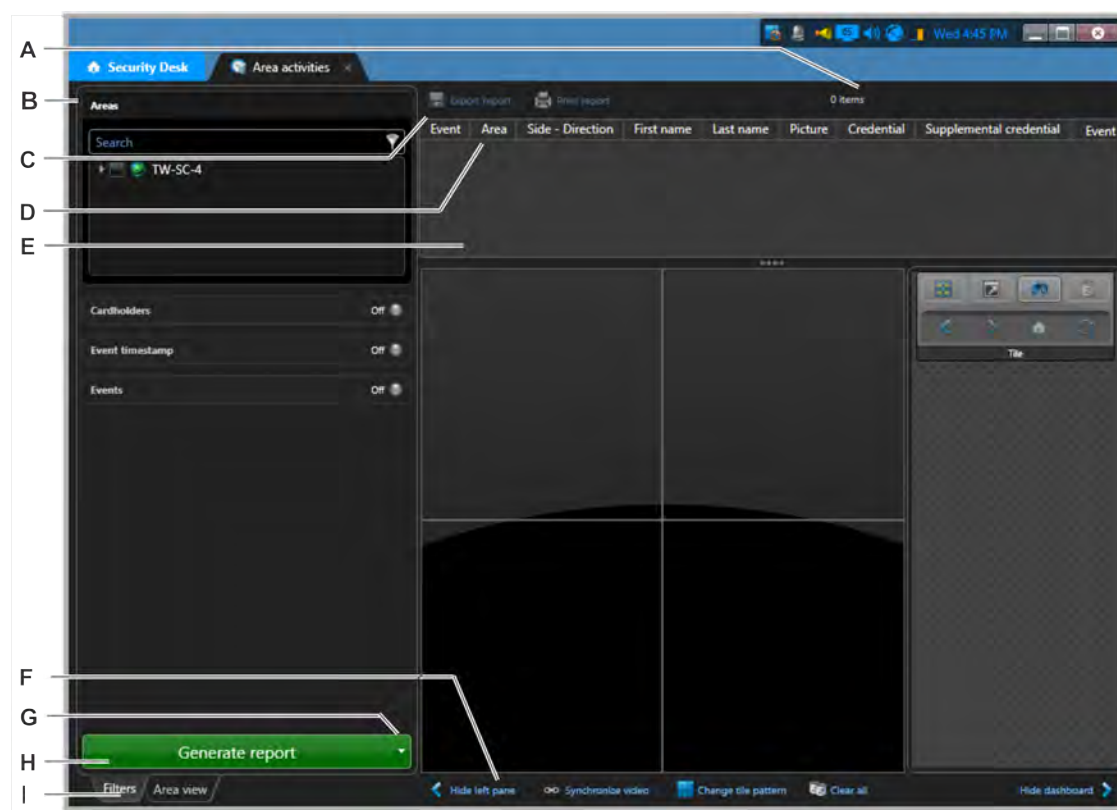 A
Wed 4:45 PM
Security Desk
Area activities
B
Areas
Export report
Print report
0 items
Search
Event
Area
Side - Direction
First name
Last name
Picture
Credential
Supplemental credential
Event
C
TW-SC-4
D
E
Cardholders
Off
Tile
Event timestamp
Off
Events
Off
F
G
Generate report
H
Filters
Area view
Hide left pane
Synchronize video
Change tile pattern
Clear all
Hide dashboard
I